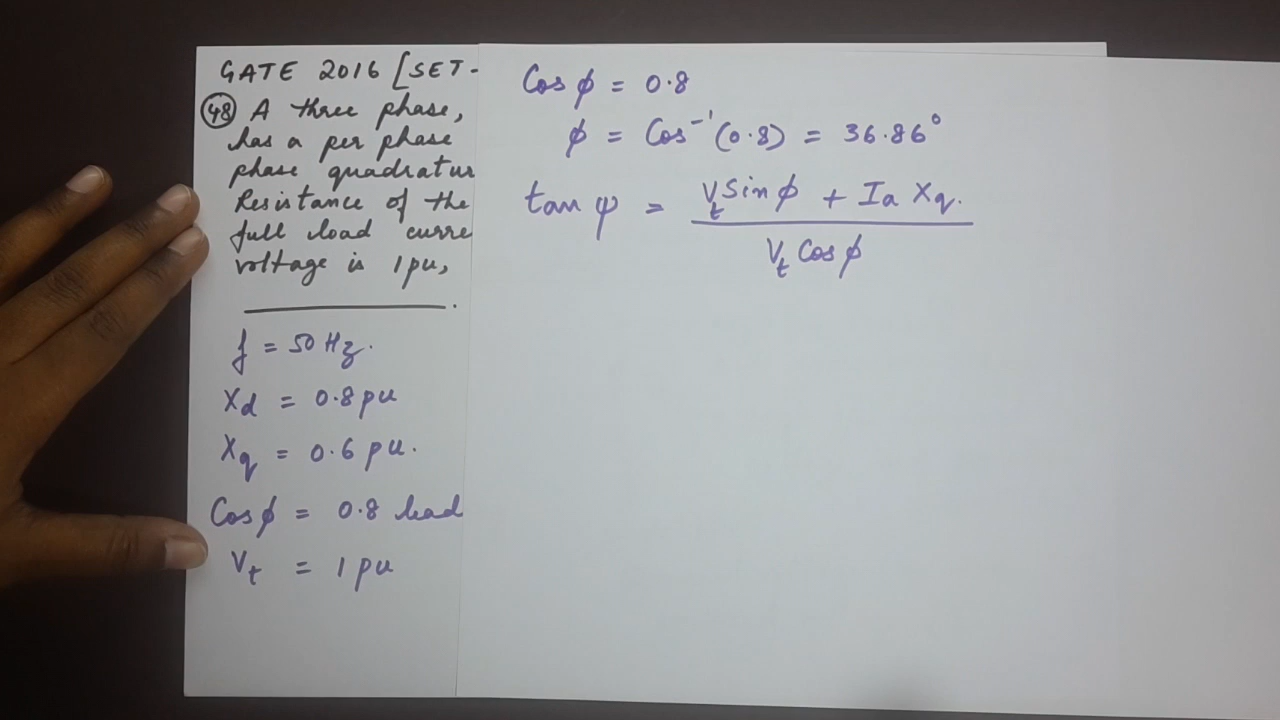 GATE 2016 [SET-
48 A three phase,
has a per phase
phase quadratur
Resistance of the
full load curre
voltage is 1pu,
f = 50 Hz.
Xd = 0.8 pu
Xq = 0.6 pu.
Cos ϕ = 0.8 lead
Vt = 1 pu
Cos ϕ = 0.8
ϕ = Cos⁻¹(0.8) = 36.86°
tan ψ = (Vt Sin ϕ + Ia Xq.) / (Vt Cos ϕ)